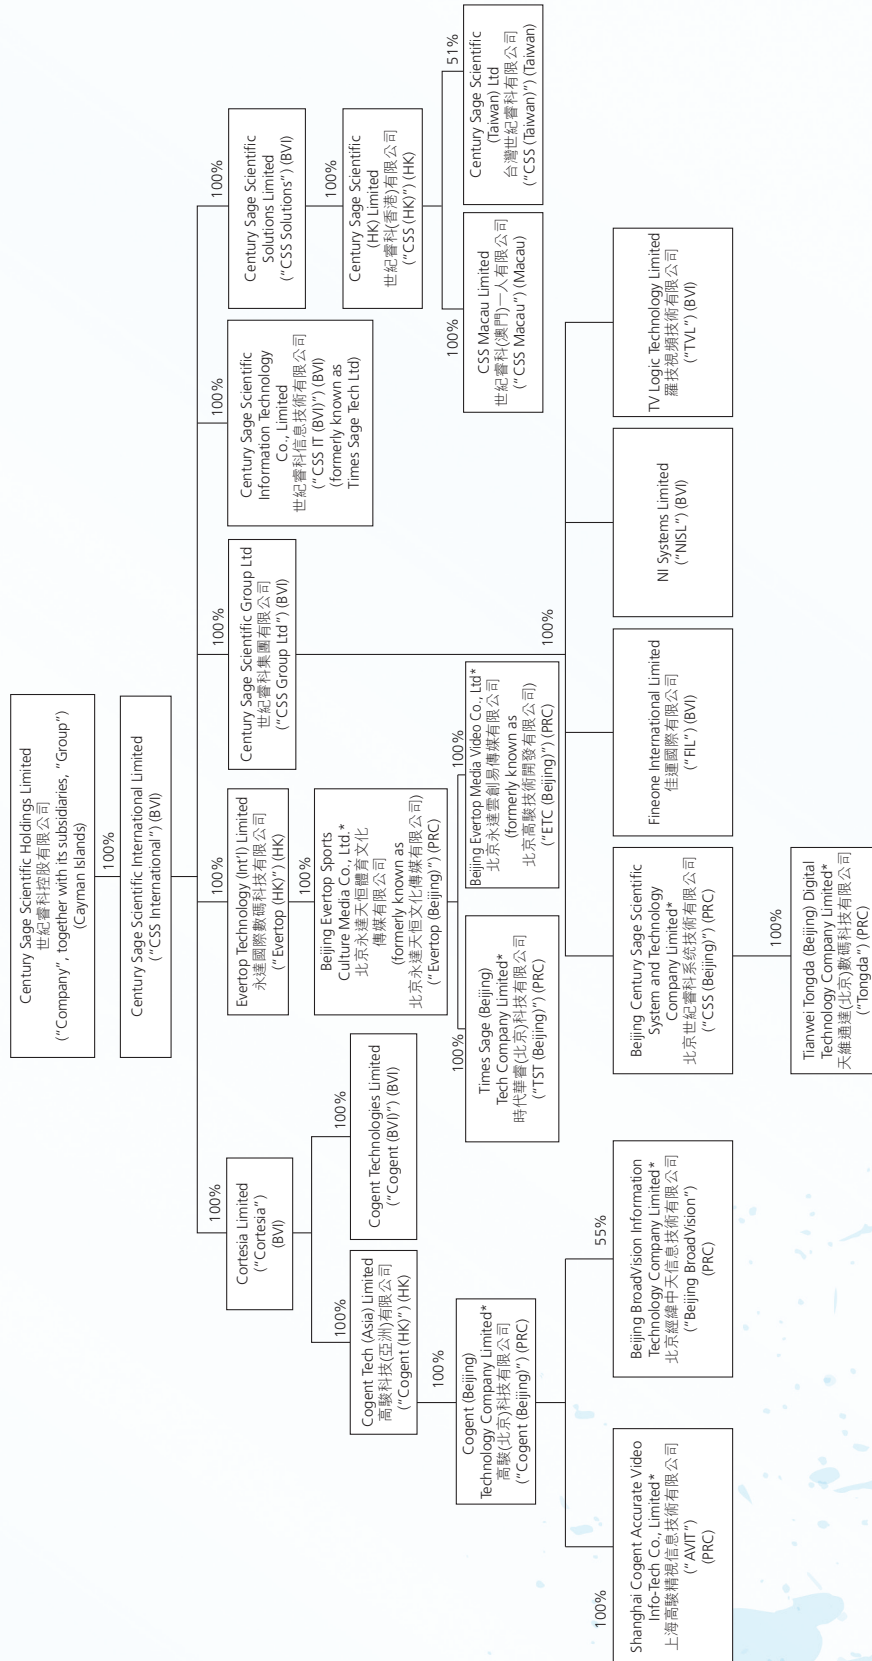 Century Sage Scientific Holdings Limited
世紀睿科控股有限公司
(“Company”, together with its subsidiaries, “Group”)
(Cayman Islands)
100%
Century Sage Scientific International Limited
(“CSS International”) (BVI)
100%
Cortesia Limited
(“Cortesia”)
(BVI)
100%
Evertop Technology (Int’l) Limited
永達國際數碼科技有限公司
(“Evertop (HK)”) (HK)
100%
Century Sage Scientific Group Ltd
世紀睿科集團有限公司
(“CSS Group Ltd”) (BVI)
100%
Century Sage Scientific
Information Technology
Co., Limited
世紀睿科信息技術有限公司
(“CSS IT (BVI)”) (BVI)
(formerly known as
Times Sage Tech Ltd)
100%
Century Sage Scientific
Solutions Limited
(“CSS Solutions”) (BVI)
100%
Cogent Tech (Asia) Limited
高駿科技(亞洲)有限公司
(“Cogent (HK)”) (HK)
100%
Cogent Technologies Limited
(“Cogent (BVI)”) (BVI)
100%
Beijing Evertop Sports
Culture Media Co., Ltd.*
北京永達天恒體育文化
傳媒有限公司
(formerly known as
北京永達天恒文化傳媒有限公司)
(“Evertop (Beijing)”) (PRC)
100%
Century Sage Scientific
(HK) Limited
世紀睿科(香港)有限公司
(“CSS (HK)”) (HK)
100%
Cogent (Beijing)
Technology Company Limited*
高駿(北京)科技有限公司
(“Cogent (Beijing)”) (PRC)
100%
Times Sage (Beijing)
Tech Company Limited*
時代華睿(北京)科技有限公司
(“TST (Beijing)”) (PRC)
100%
Beijing Evertop Media Video Co., Ltd*
北京永達雲創易傳媒有限公司
(formerly known as
北京高駿技術開發有限公司)
(“ETC (Beijing)”) (PRC)
100%
CSS Macau Limited
世紀睿科(澳門)一人有限公司
(“CSS Macau”) (Macau)
51%
Century Sage Scientific
(Taiwan) Ltd
台灣世紀睿科有限公司
(“CSS (Taiwan)”) (Taiwan)
100%
100%
Shanghai Cogent Accurate Video
Info-Tech Co., Limited*
上海高駿精視信息技術有限公司
(“AVIT”)
(PRC)
55%
Beijing BroadVision Information
Technology Company Limited*
北京經緯中天信息技術有限公司
(“Beijing BroadVision”)
(PRC)
Beijing Century Sage Scientific
System and Technology
Company Limited*
北京世紀睿科系統技術有限公司
(“CSS (Beijing)”) (PRC)
Fineone International Limited
佳運國際有限公司
(“FIL”) (BVI)
NI Systems Limited
(“NISL”) (BVI)
TV Logic Technology Limited
羅技視頻技術有限公司
(“TVL”) (BVI)
100%
Tianwei Tongda (Beijing) Digital
Technology Company Limited*
天維通達(北京)數碼科技有限公司
(“Tongda”) (PRC)